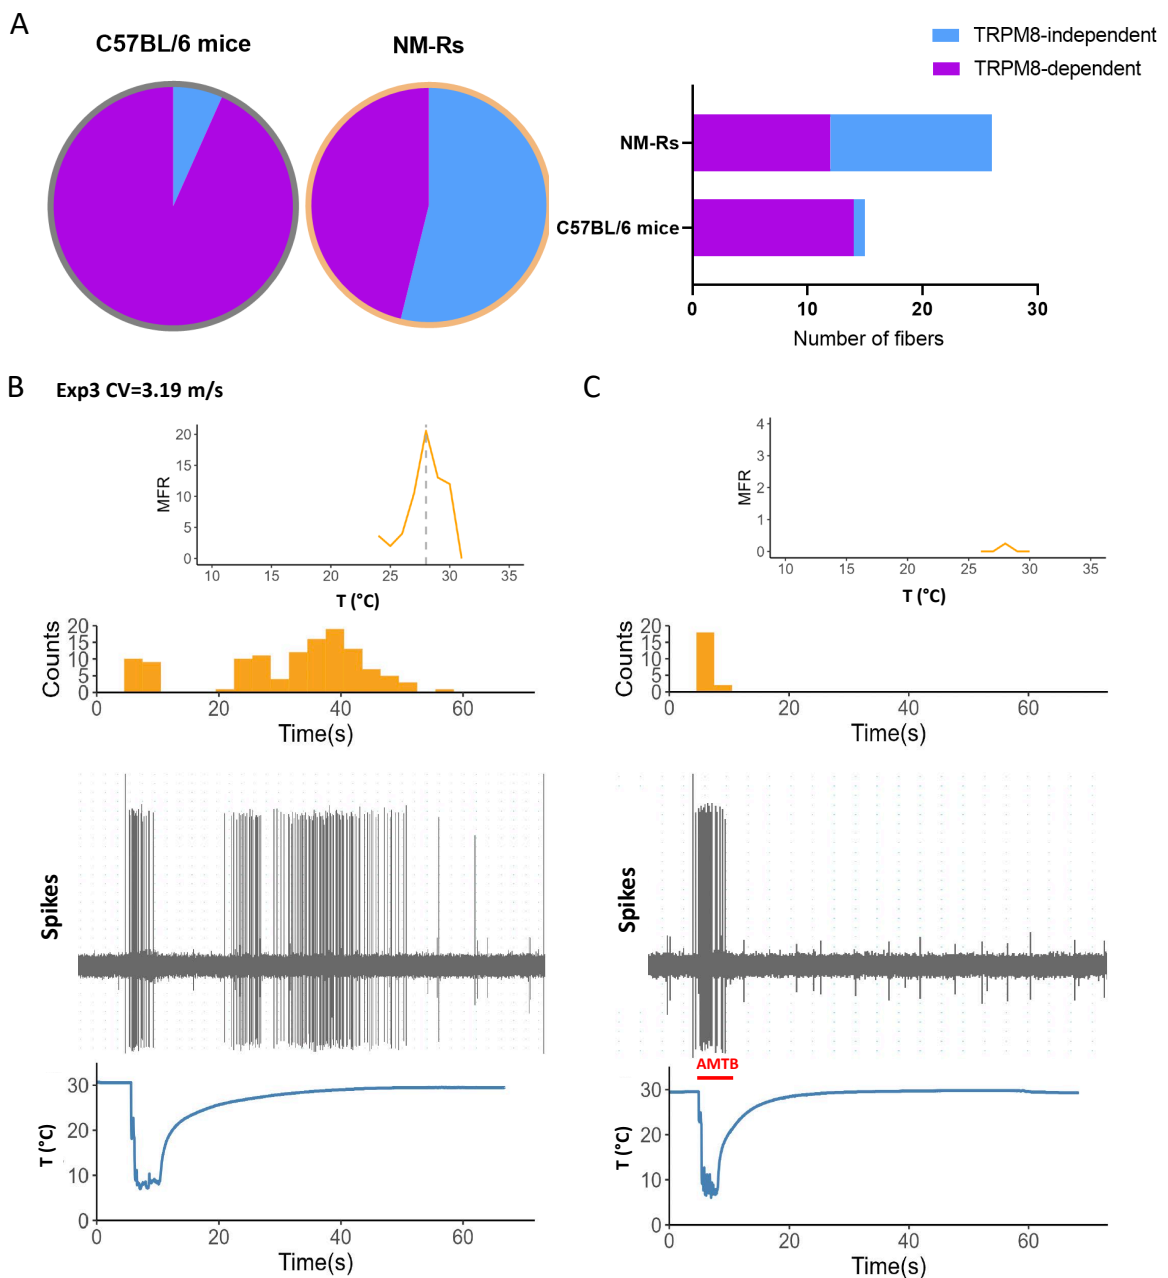 A
C57BL/6 mice
NM-Rs
TRPM8-independent
TRPM8-dependent
NM-Rs
C57BL/6 mice
0 10 20 30
Number of fibers
B
Exp3 CV=3.19 m/s
MFR
20
15
10
5
0
10 15 20 25 30 35
T (°C)
Counts
20
15
10
5
0
0 20 40 60
Time(s)
Spikes
T (°C)
30
20
10
0
0 20 40 60
Time(s)
C
MFR
4
3
2
1
0
10 15 20 25 30 35
T (°C)
Counts
20
15
10
5
0
0 20 40 60
Time(s)
Spikes
AMTB
T (°C)
30
20
10
0
0 20 40 60
Time(s)